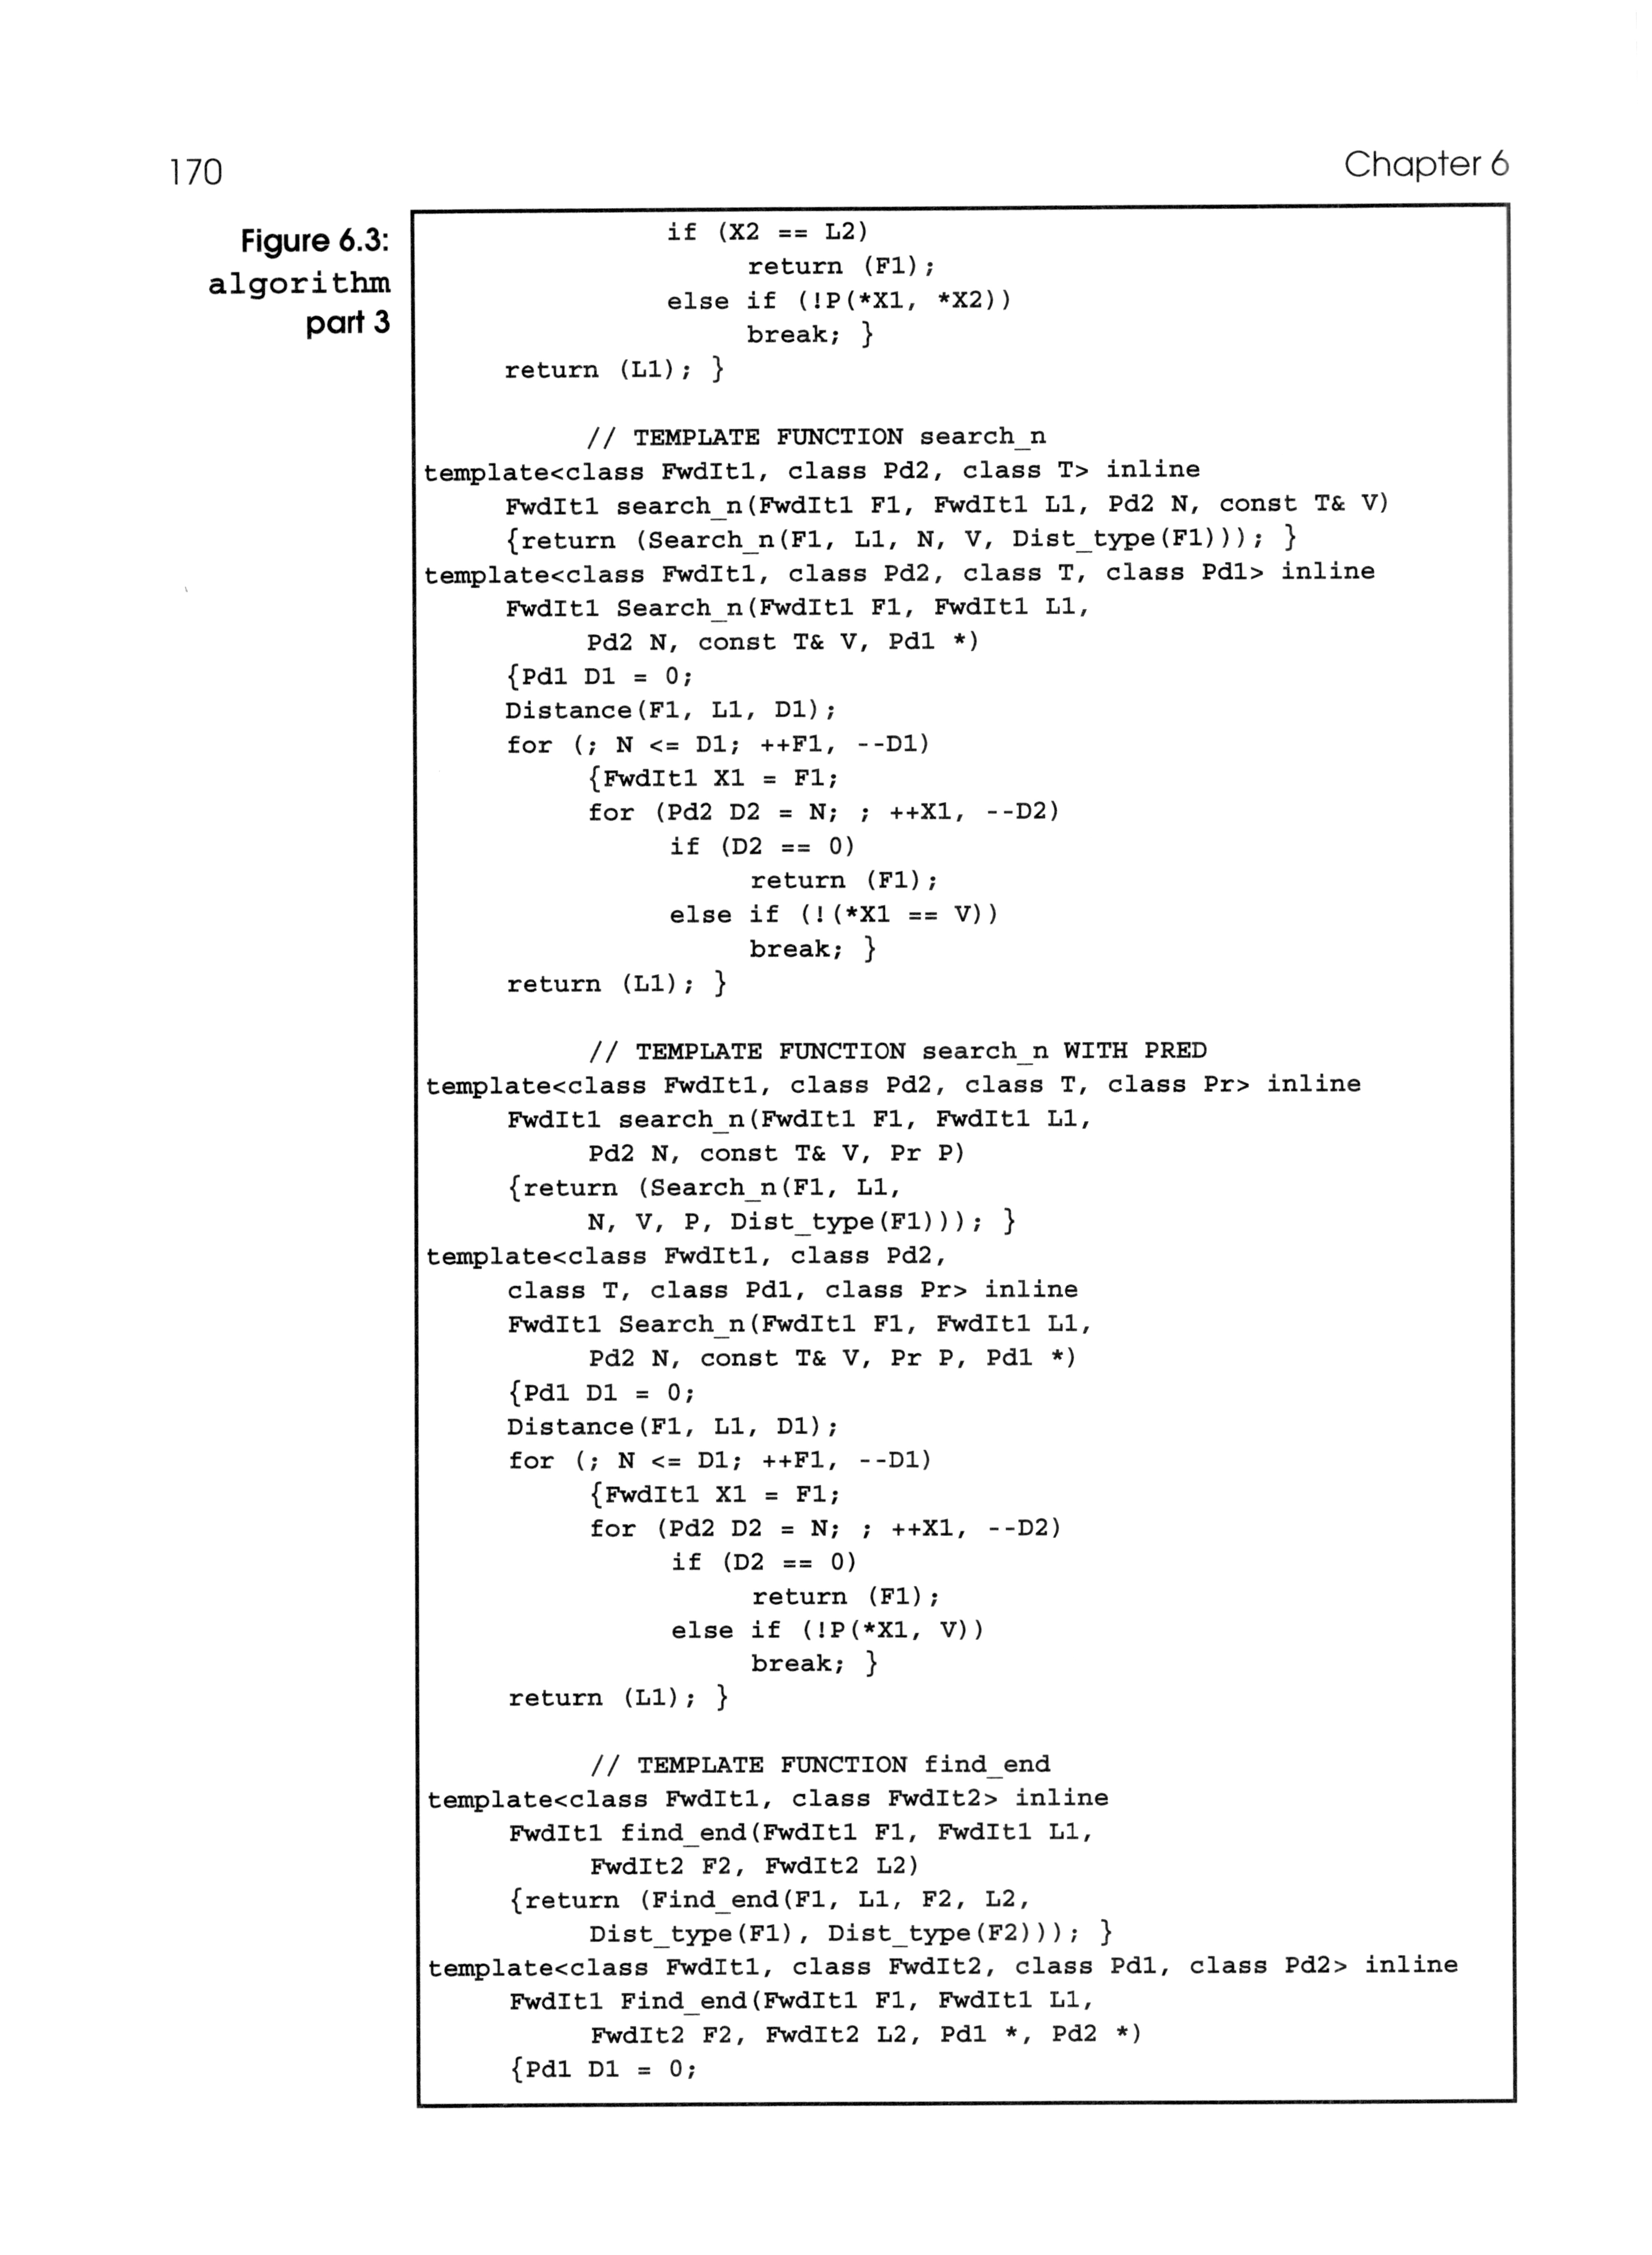 170
Chapter 6
Figure 6.3:
algorithm
part 3
if (X2 == L2)
return (F1);
else if (!P(*X1, *X2))
break; }
return (L1); }
// TEMPLATE FUNCTION search_n
template<class FwdIt1, class Pd2, class T> inline
FwdIt1 search_n(FwdIt1 F1, FwdIt1 L1, Pd2 N, const T& V)
{return (Search_n(F1, L1, N, V, Dist_type(F1))); }
template<class FwdIt1, class Pd2, class T, class Pd1> inline
FwdIt1 Search_n(FwdIt1 F1, FwdIt1 L1,
Pd2 N, const T& V, Pd1 *)
{Pd1 D1 = 0;
Distance(F1, L1, D1);
for (; N <= D1; ++F1, --D1)
{FwdIt1 X1 = F1;
for (Pd2 D2 = N; ; ++X1, --D2)
if (D2 == 0)
return (F1);
else if (!(*X1 == V))
break; }
return (L1); }
// TEMPLATE FUNCTION search_n WITH PRED
template<class FwdIt1, class Pd2, class T, class Pr> inline
FwdIt1 search_n(FwdIt1 F1, FwdIt1 L1,
Pd2 N, const T& V, Pr P)
{return (Search_n(F1, L1,
N, V, P, Dist_type(F1))); }
template<class FwdIt1, class Pd2,
class T, class Pd1, class Pr> inline
FwdIt1 Search_n(FwdIt1 F1, FwdIt1 L1,
Pd2 N, const T& V, Pr P, Pd1 *)
{Pd1 D1 = 0;
Distance(F1, L1, D1);
for (; N <= D1; ++F1, --D1)
{FwdIt1 X1 = F1;
for (Pd2 D2 = N; ; ++X1, --D2)
if (D2 == 0)
return (F1);
else if (!P(*X1, V))
break; }
return (L1); }
// TEMPLATE FUNCTION find_end
template<class FwdIt1, class FwdIt2> inline
FwdIt1 find_end(FwdIt1 F1, FwdIt1 L1,
FwdIt2 F2, FwdIt2 L2)
{return (Find_end(F1, L1, F2, L2,
Dist_type(F1), Dist_type(F2))); }
template<class FwdIt1, class FwdIt2, class Pd1, class Pd2> inline
FwdIt1 Find_end(FwdIt1 F1, FwdIt1 L1,
FwdIt2 F2, FwdIt2 L2, Pd1 *, Pd2 *)
{Pd1 D1 = 0;